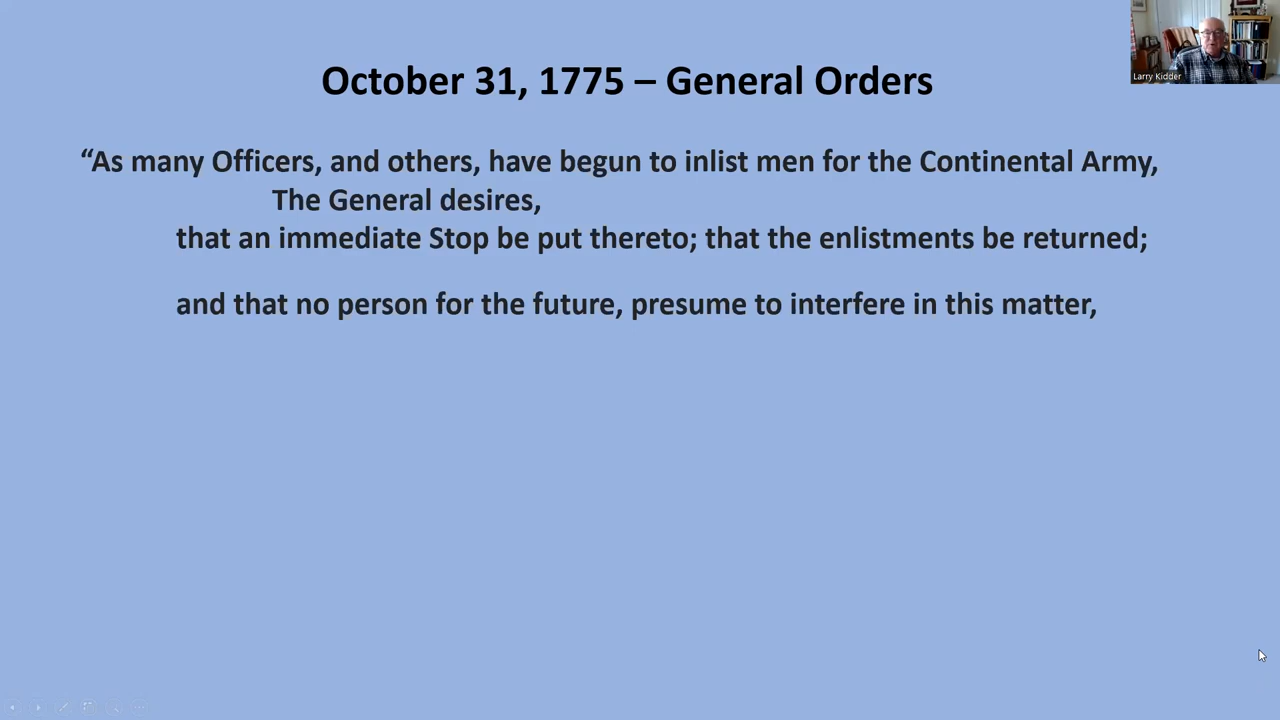 Larry Kidder
October 31, 1775 – General Orders
“As many Officers, and others, have begun to inlist men for the Continental Army,
The General desires,
that an immediate Stop be put thereto; that the enlistments be returned;
and that no person for the future, presume to interfere in this matter,